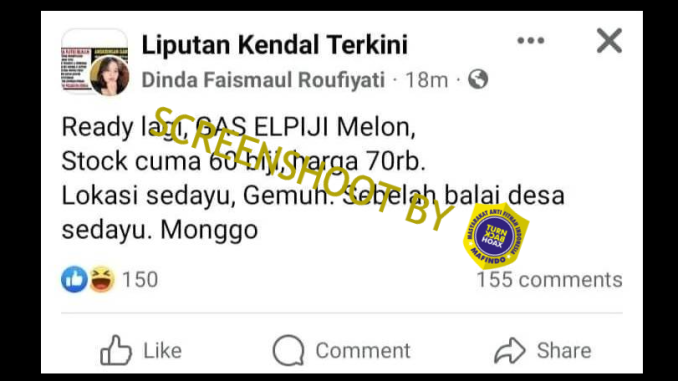 Liputan Kendal Terkini
Dinda Faismaul Roufiyati · 18m ·
Ready lagi, GAS ELPIJI Melon,
Stock cuma 60 biji, harga 70rb.
Lokasi sedayu, Gemuh. Sebelah balai desa
sedayu. Monggo
SCREENSHOOT BY
MASYARAKAT ANTI FITNAH INDONESIA
TURN
BACK
HOAX
MAFINDO
150
155 comments
Like
Comment
Share